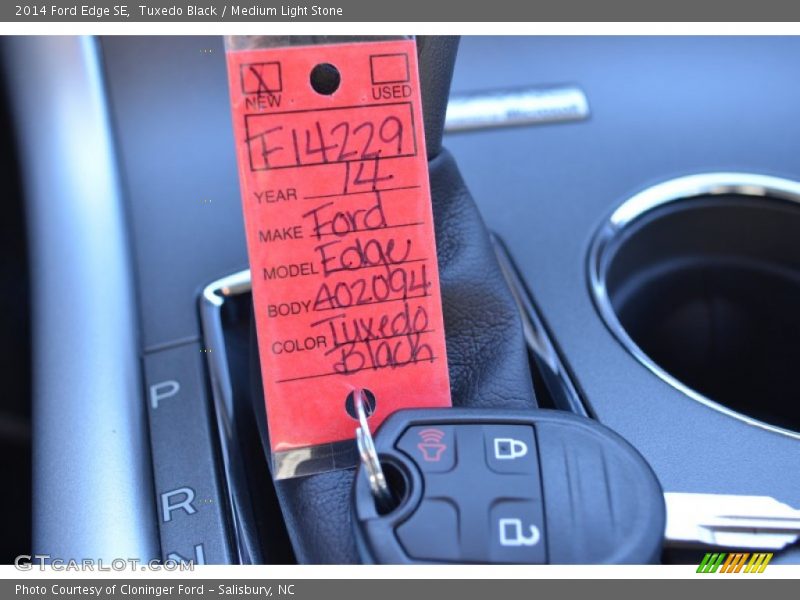 2014 Ford Edge SE,  Tuxedo Black / Medium Light Stone
NEW USED
F14229
YEAR 14
MAKE Ford
MODEL Edge
BODY A02094
COLOR Tuxedo
Black
P
R
N
GTCARLOT.COM
Photo Courtesy of Cloninger Ford - Salisbury, NC